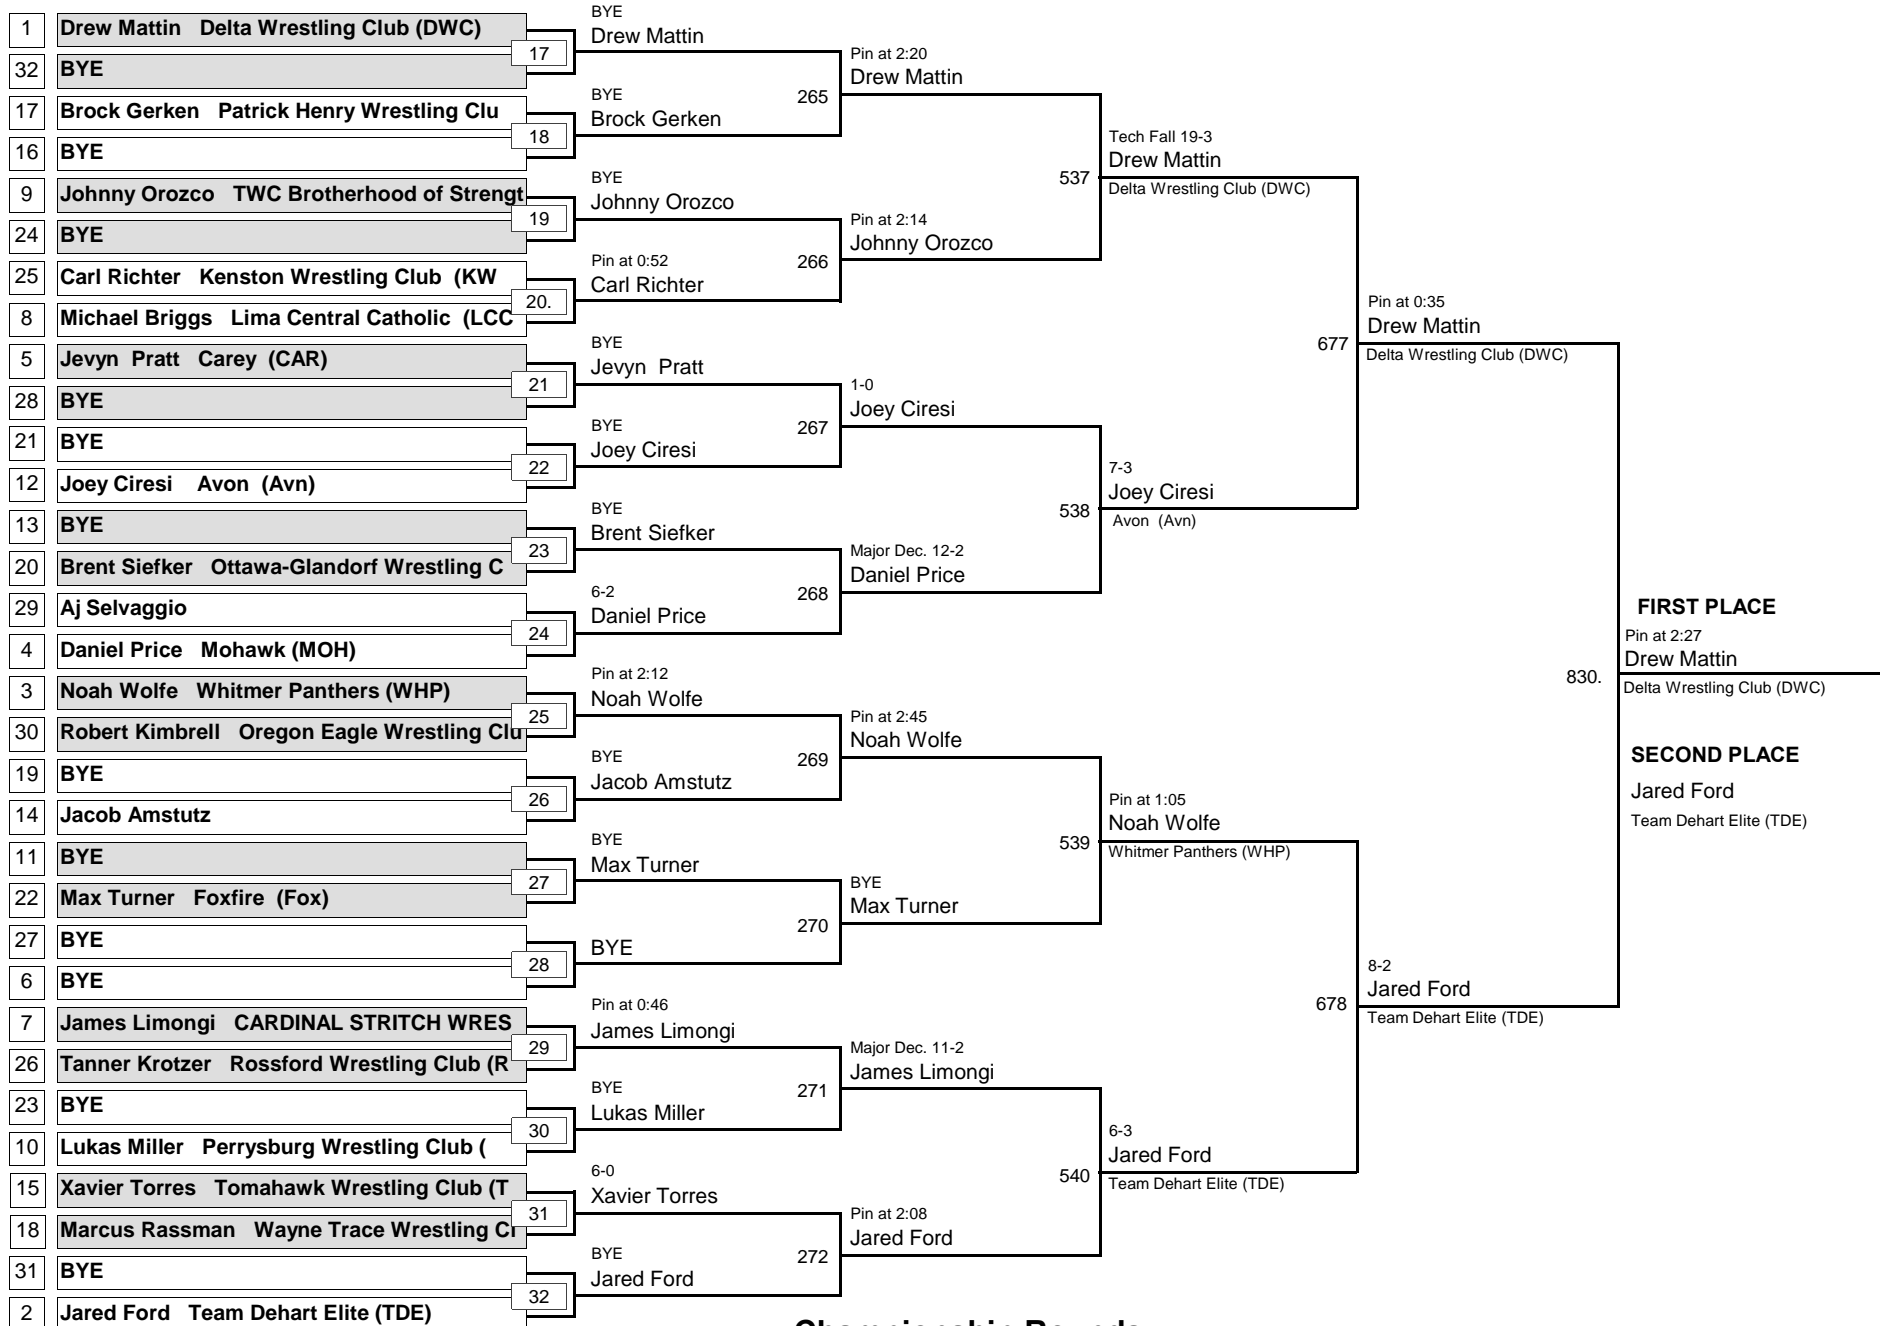 1 Drew Mattin Delta Wrestling Club (DWC)
32 BYE
17 Brock Gerken Patrick Henry Wrestling Clu
16 BYE
9 Johnny Orozco TWC Brotherhood of Strengt
24 BYE
25 Carl Richter Kenston Wrestling Club (KW
8 Michael Briggs Lima Central Catholic (LCC
5 Jevyn Pratt Carey (CAR)
28 BYE
21 BYE
12 Joey Ciresi Avon (Avn)
13 BYE
20 Brent Siefker Ottawa-Glandorf Wrestling C
29 Aj Selvaggio
4 Daniel Price Mohawk (MOH)
3 Noah Wolfe Whitmer Panthers (WHP)
30 Robert Kimbrell Oregon Eagle Wrestling Clu
19 BYE
14 Jacob Amstutz
11 BYE
22 Max Turner Foxfire (Fox)
27 BYE
6 BYE
7 James Limongi CARDINAL STRITCH WRES
26 Tanner Krotzer Rossford Wrestling Club (R
23 BYE
10 Lukas Miller Perrysburg Wrestling Club (
15 Xavier Torres Tomahawk Wrestling Club (T
18 Marcus Rassman Wayne Trace Wrestling Cl
31 BYE
2 Jared Ford Team Dehart Elite (TDE)
17
18
19
20.
21
22
23
24
25
26
27
28
29
30
31
32
BYE
Drew Mattin
BYE
Brock Gerken
BYE
Johnny Orozco
Pin at 0:52
Carl Richter
BYE
Jevyn Pratt
BYE
Joey Ciresi
BYE
Brent Siefker
6-2
Daniel Price
Pin at 2:12
Noah Wolfe
BYE
Jacob Amstutz
BYE
Max Turner
BYE
Pin at 0:46
James Limongi
BYE
Lukas Miller
6-0
Xavier Torres
BYE
Jared Ford
265
266
267
268
269
270
271
272
Pin at 2:20
Drew Mattin
Pin at 2:14
Johnny Orozco
1-0
Joey Ciresi
Major Dec. 12-2
Daniel Price
Pin at 2:45
Noah Wolfe
BYE
Max Turner
Major Dec. 11-2
James Limongi
Pin at 2:08
Jared Ford
537
538
539
540
Tech Fall 19-3
Drew Mattin
Delta Wrestling Club (DWC)
7-3
Joey Ciresi
Avon (Avn)
Pin at 1:05
Noah Wolfe
Whitmer Panthers (WHP)
6-3
Jared Ford
Team Dehart Elite (TDE)
677
678
Pin at 0:35
Drew Mattin
Delta Wrestling Club (DWC)
8-2
Jared Ford
Team Dehart Elite (TDE)
830.
FIRST PLACE
Pin at 2:27
Drew Mattin
Delta Wrestling Club (DWC)
SECOND PLACE
Jared Ford
Team Dehart Elite (TDE)
Championship Rounds